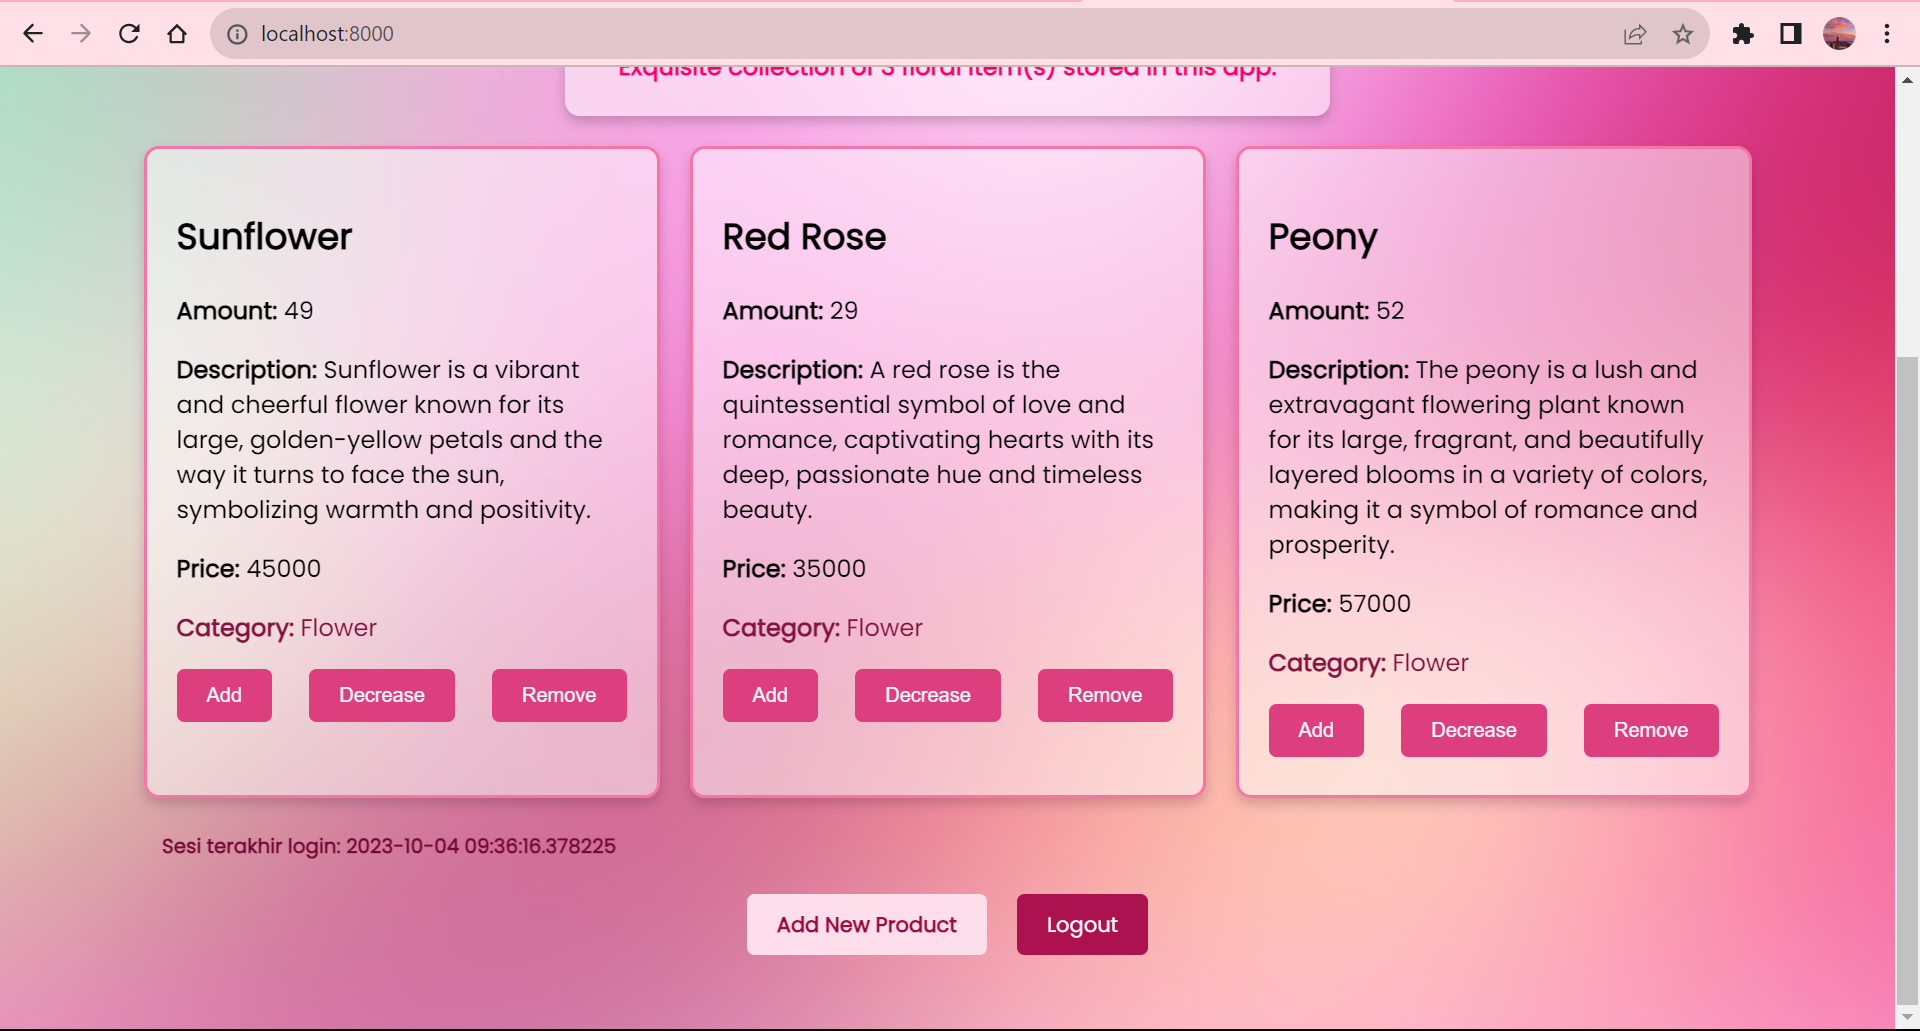 localhost:8000
Exquisite collection of 3 floral item(s) stored in this app.
Sunflower
Amount: 49
Description: Sunflower is a vibrant
and cheerful flower known for its
large, golden-yellow petals and the
way it turns to face the sun,
symbolizing warmth and positivity.
Price: 45000
Category: Flower
Add Decrease Remove
Red Rose
Amount: 29
Description: A red rose is the
quintessential symbol of love and
romance, captivating hearts with its
deep, passionate hue and timeless
beauty.
Price: 35000
Category: Flower
Add Decrease Remove
Peony
Amount: 52
Description: The peony is a lush and
extravagant flowering plant known
for its large, fragrant, and beautifully
layered blooms in a variety of colors,
making it a symbol of romance and
prosperity.
Price: 57000
Category: Flower
Add Decrease Remove
Sesi terakhir login: 2023-10-04 09:36:16.378225
Add New Product Logout